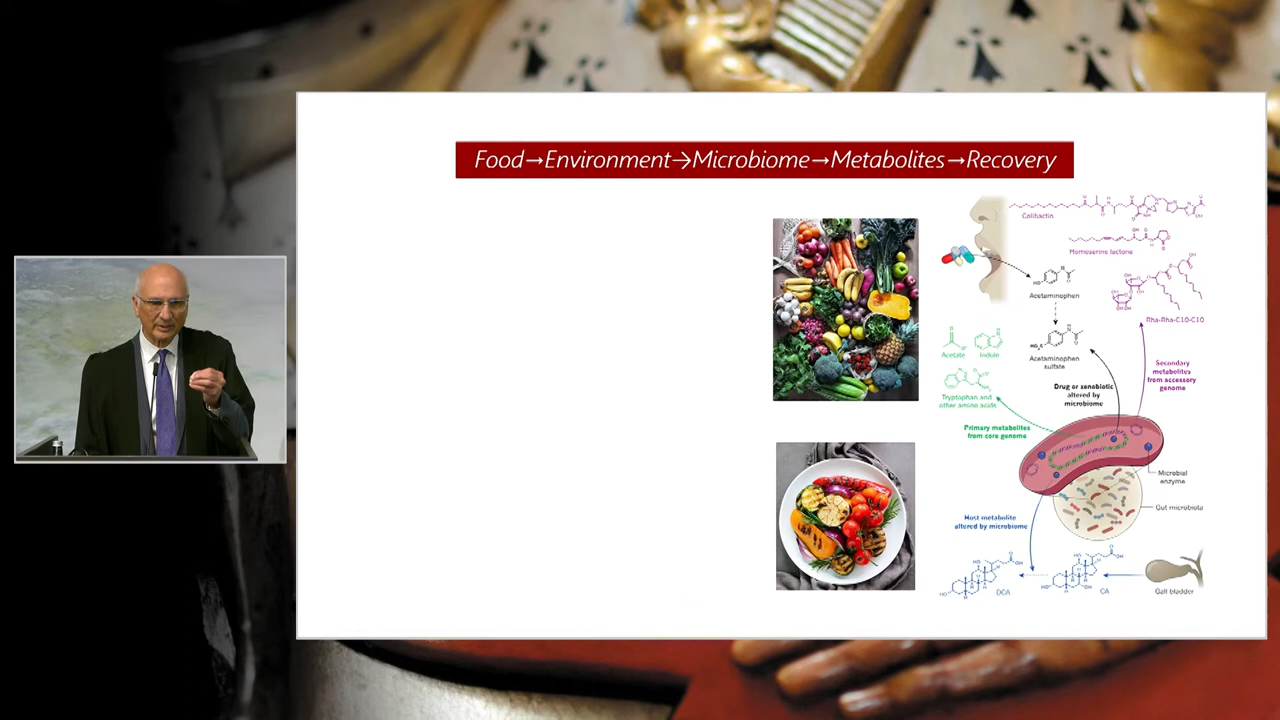 Food→Environment→Microbiome→Metabolites→Recovery
Colibactin
Homoserine lactone
Acetaminophen
Rha-Rha-C10-C10
Acetate
Indole
Acetaminophen
sulfate
Tryptophan and
other amino acids
Drug or xenobiotic
altered by
microbiome
Secondary
metabolites
from accessory
genome
Primary metabolites
from core genome
Microbial
enzyme
Gut microbiota
Host metabolite
altered by microbiome
DCA
CA
Gall bladder